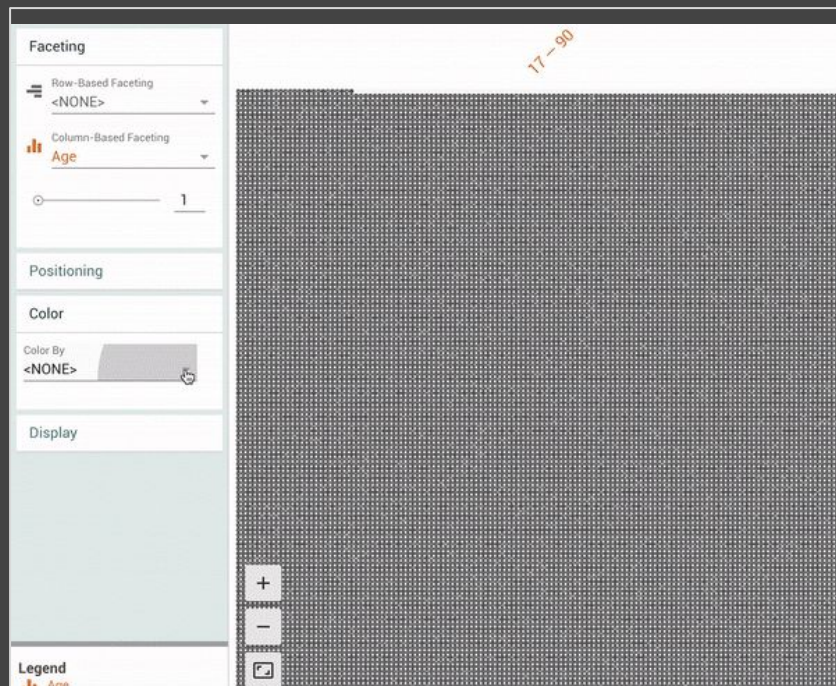 Faceting
Row-Based Faceting
<NONE>
Column-Based Faceting
Age
1
Positioning
Color
Color By
<NONE>
Display
Legend
Age
17 – 90
+
−